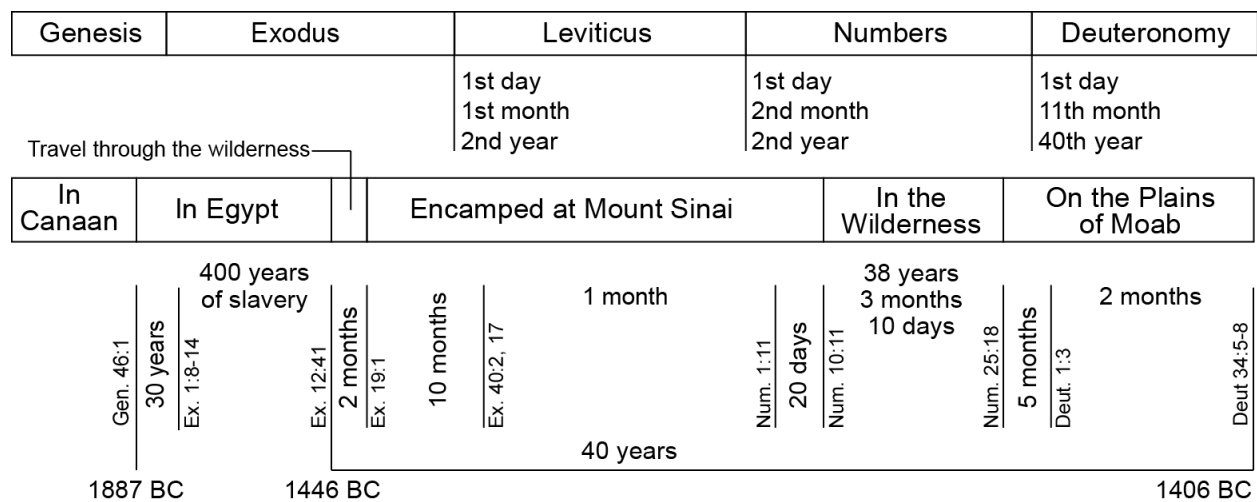 Genesis
Exodus
Leviticus
Numbers
Deuteronomy
1st day
1st month
2nd year
1st day
2nd month
2nd year
1st day
11th month
40th year
Travel through the wilderness
In
Canaan
In Egypt
Encamped at Mount Sinai
In the
Wilderness
On the Plains
of Moab
Gen. 46:1
30 years
Ex. 1:8-14
400 years
of slavery
Ex. 12:41
2 months
Ex. 19:1
10 months
Ex. 40:2, 17
1 month
Num. 1:11
20 days
Num. 10:11
38 years
3 months
10 days
Num. 25:18
5 months
Deut. 1:3
2 months
Deut 34:5-8
40 years
1887 BC
1446 BC
1406 BC